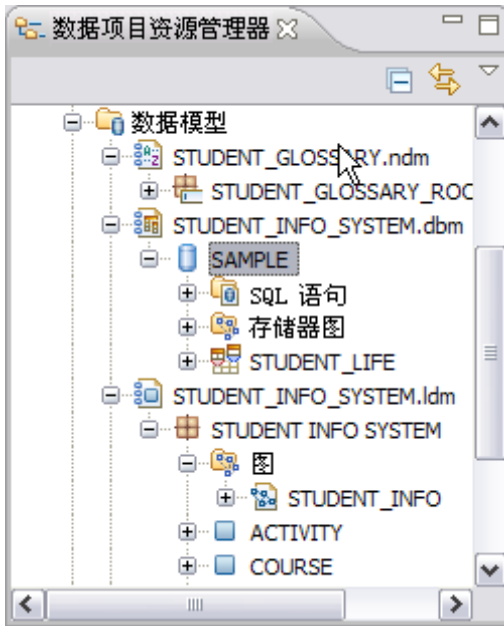 数据项目资源管理器
数据模型
STUDENT_GLOSSARY.ndm
STUDENT_GLOSSARY_ROC
STUDENT_INFO_SYSTEM.dbm
SAMPLE
SQL 语句
存储器图
STUDENT_LIFE
STUDENT_INFO_SYSTEM.ldm
STUDENT INFO SYSTEM
图
STUDENT_INFO
ACTIVITY
COURSE